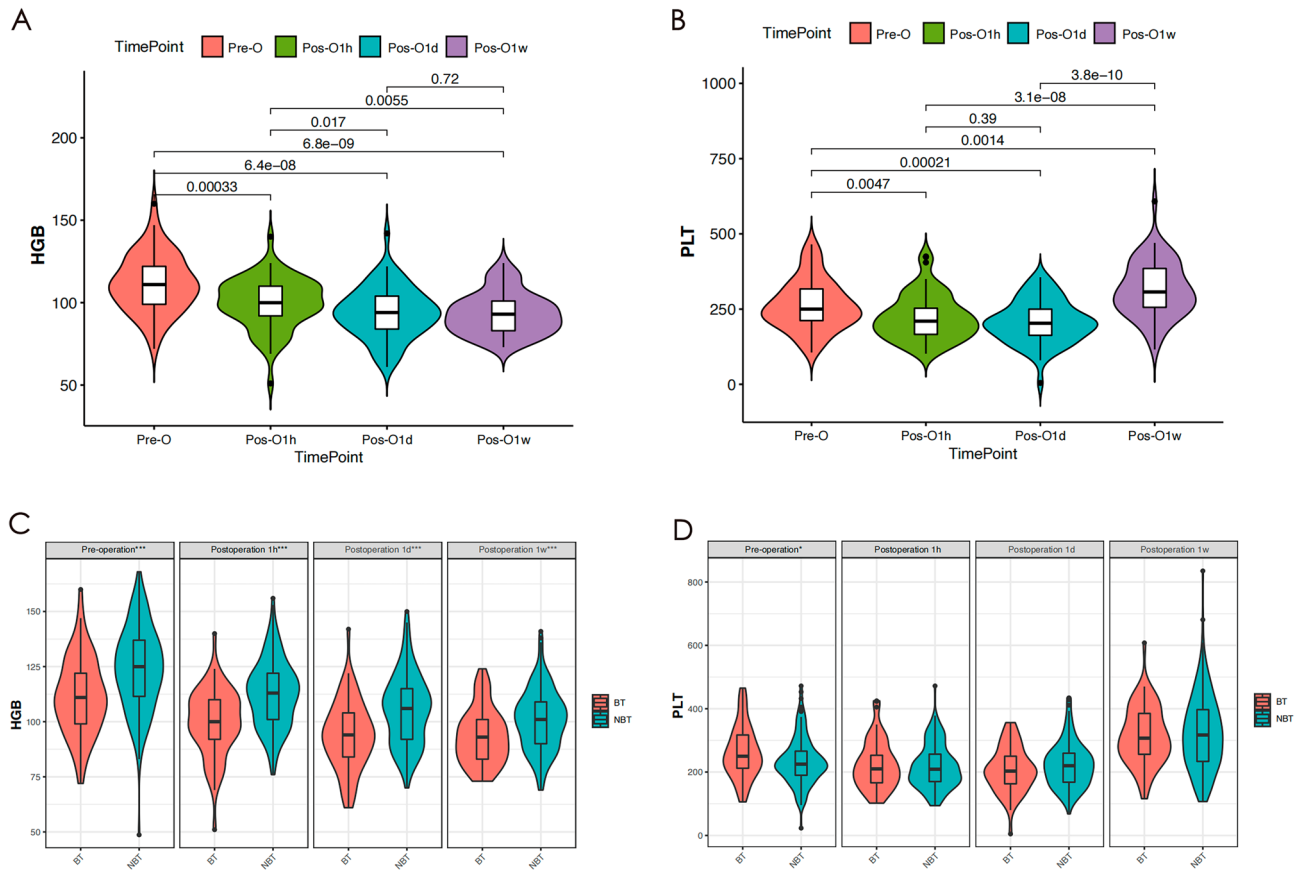 A
TimePoint Pre-O Pos-O1h Pos-O1d Pos-O1w
HGB
200
150
100
50
0.72
0.0055
0.017
6.8e−09
6.4e−08
0.00033
Pre-O Pos-O1h Pos-O1d Pos-O1w
TimePoint
B
TimePoint Pre-O Pos-O1h Pos-O1d Pos-O1w
PLT
1000
750
500
250
0
3.8e−10
3.1e−08
0.39
0.0014
0.00021
0.0047
Pre-O Pos-O1h Pos-O1d Pos-O1w
TimePoint
C
Pre-operation*** Postoperation 1h*** Postoperation 1d*** Postoperation 1w***
HGB
150
125
100
75
50
BT NBT BT NBT BT NBT BT NBT
BT
NBT
D
Pre-operation* Postoperation 1h Postoperation 1d Postoperation 1w
PLT
800
600
400
200
0
BT NBT BT NBT BT NBT BT NBT
BT
NBT